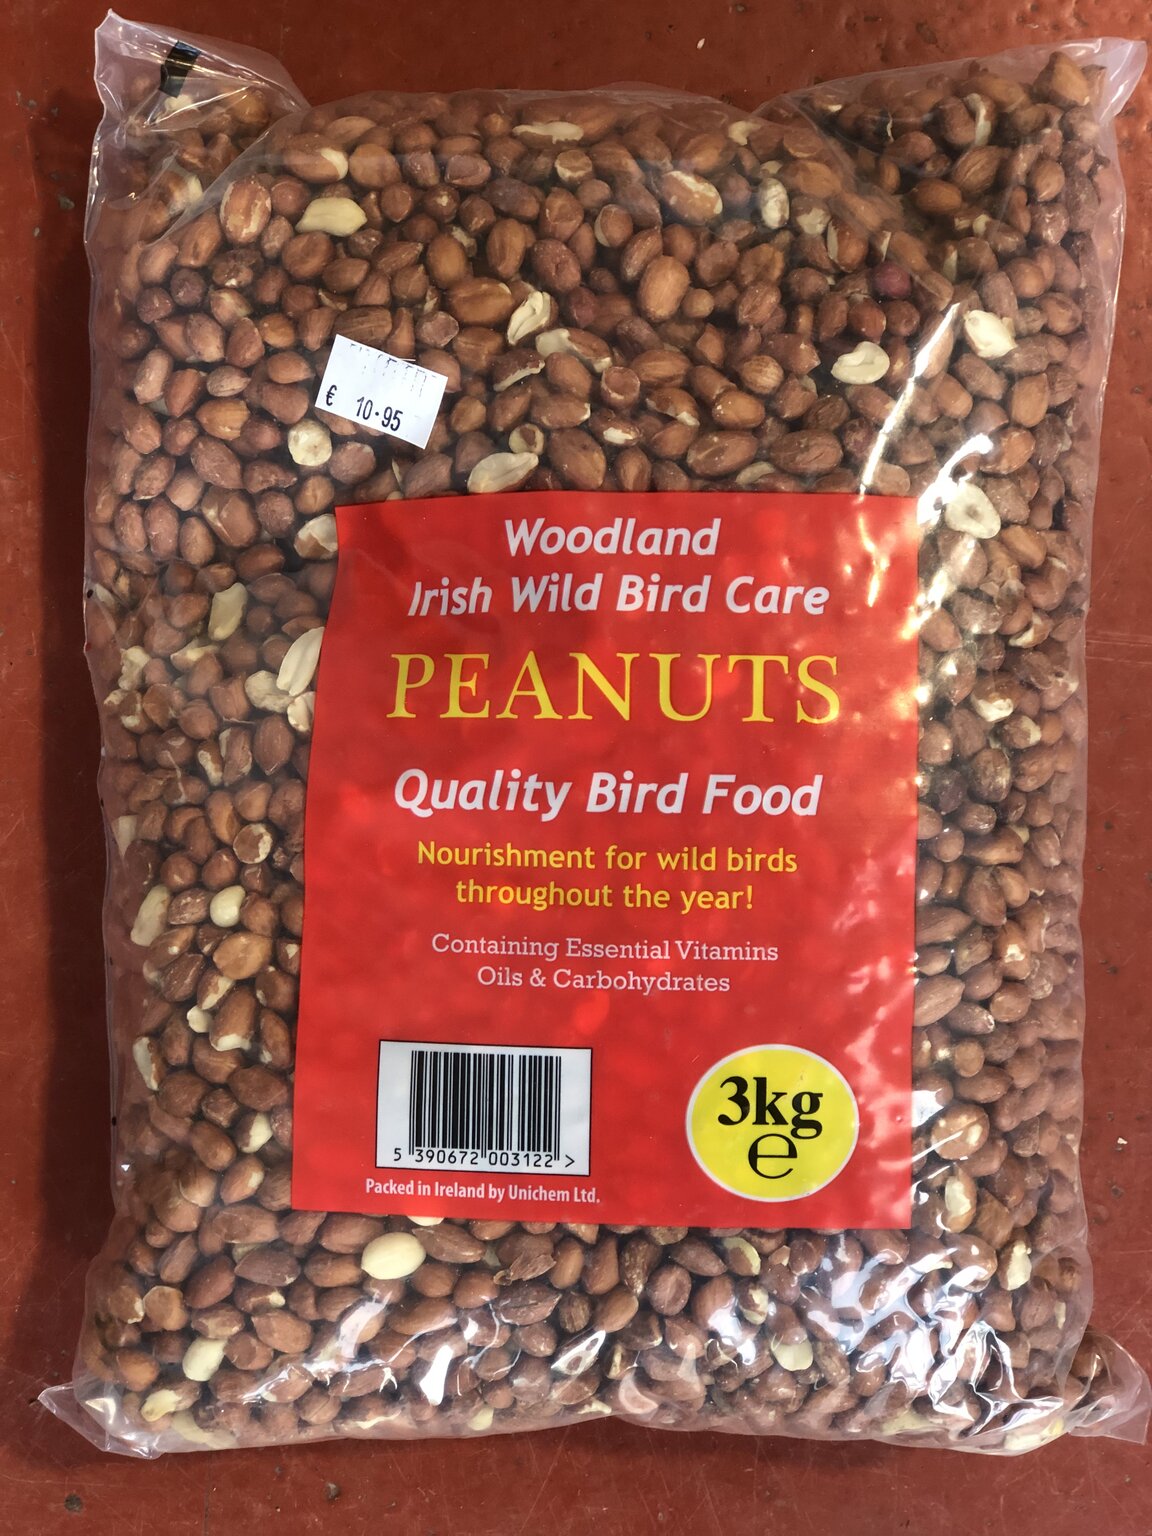 € 10.95
Woodland
Irish Wild Bird Care
PEANUTS
Quality Bird Food
Nourishment for wild birds
throughout the year!
Containing Essential Vitamins
Oils & Carbohydrates
3kg
e
5 390672 003122 >
Packed in Ireland by Unichem Ltd.